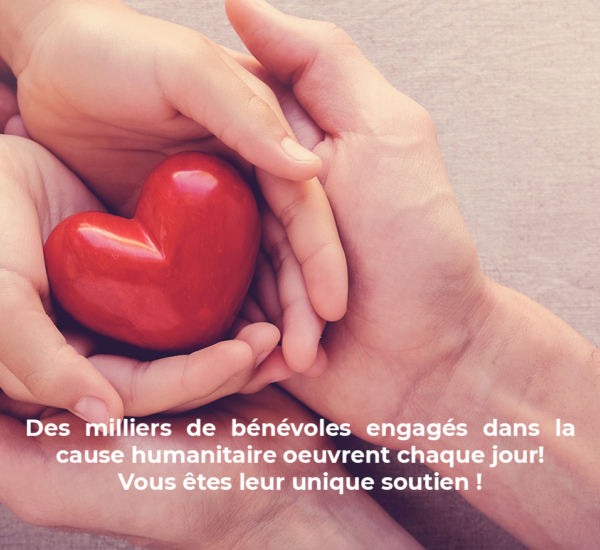 Des milliers de bénévoles engagés dans la
cause humanitaire oeuvrent chaque jour!
Vous êtes leur unique soutien !